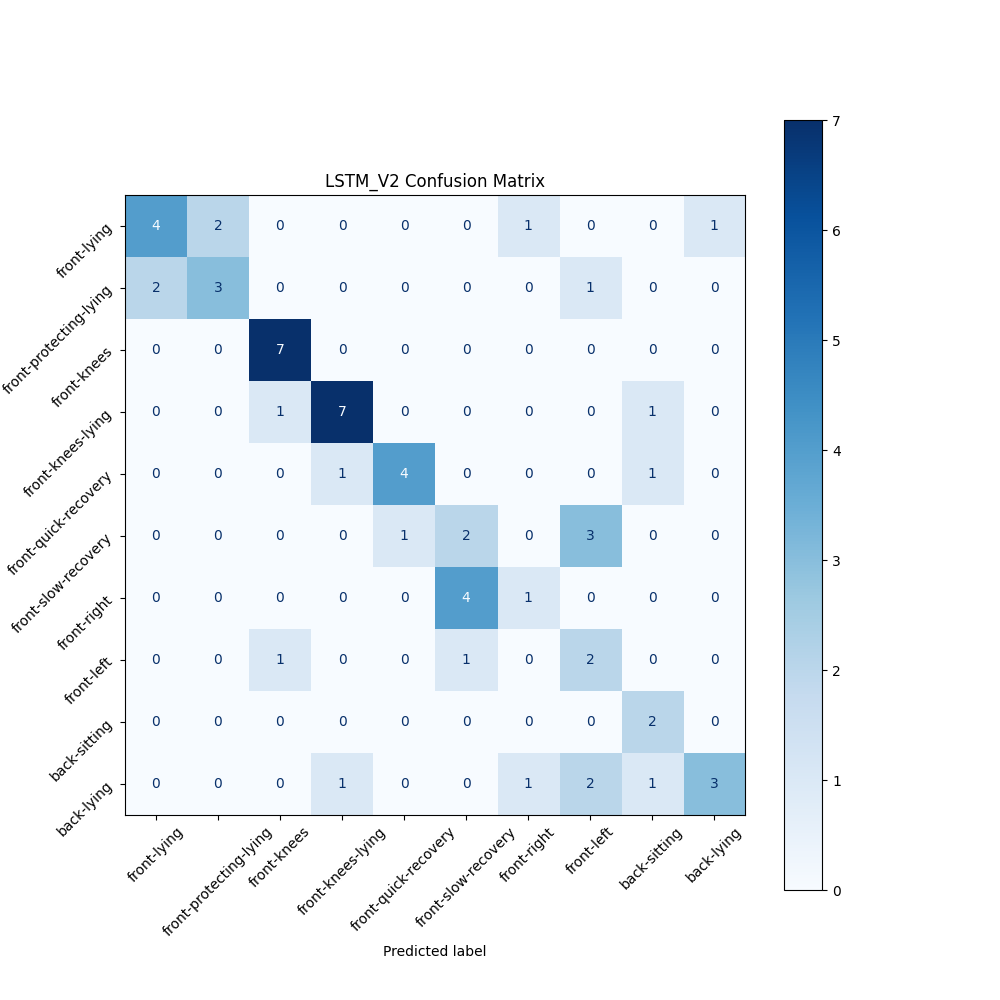 LSTM_V2 Confusion Matrix
front-lying 4 2 0 0 0 0 1 0 0 1
front-protecting-lying 2 3 0 0 0 0 0 1 0 0
front-knees 0 0 7 0 0 0 0 0 0 0
front-knees-lying 0 0 1 7 0 0 0 0 1 0
front-quick-recovery 0 0 0 1 4 0 0 0 1 0
front-slow-recovery 0 0 0 0 1 2 0 3 0 0
front-right 0 0 0 0 0 4 1 0 0 0
front-left 0 0 1 0 0 1 0 2 0 0
back-sitting 0 0 0 0 0 0 0 0 2 0
back-lying 0 0 0 1 0 0 1 2 1 3
front-lying
front-protecting-lying
front-knees
front-knees-lying
front-quick-recovery
front-slow-recovery
front-right
front-left
back-sitting
back-lying
Predicted label
7
6
5
4
3
2
1
0